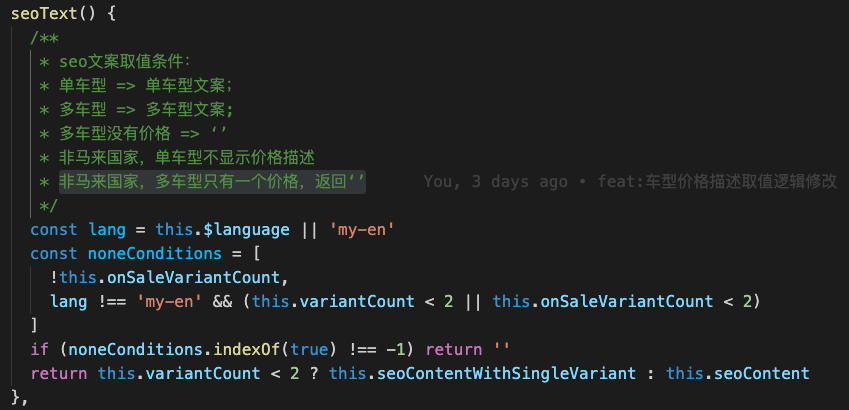 seoText() {
/**
* seo文案取值条件：
* 单车型 => 单车型文案；
* 多车型 => 多车型文案；
* 多车型没有价格 => ‘’
* 非马来国家，单车型不显示价格描述
* 非马来国家，多车型只有一个价格，返回‘’ You, 3 days ago • feat:车型价格描述取值逻辑修改
*/
const lang = this.$language || 'my-en'
const noneConditions = [
!this.onSaleVariantCount,
lang !== 'my-en' && (this.variantCount < 2 || this.onSaleVariantCount < 2)
]
if (noneConditions.indexOf(true) !== -1) return ''
return this.variantCount < 2 ? this.seoContentWithSingleVariant : this.seoContent
},